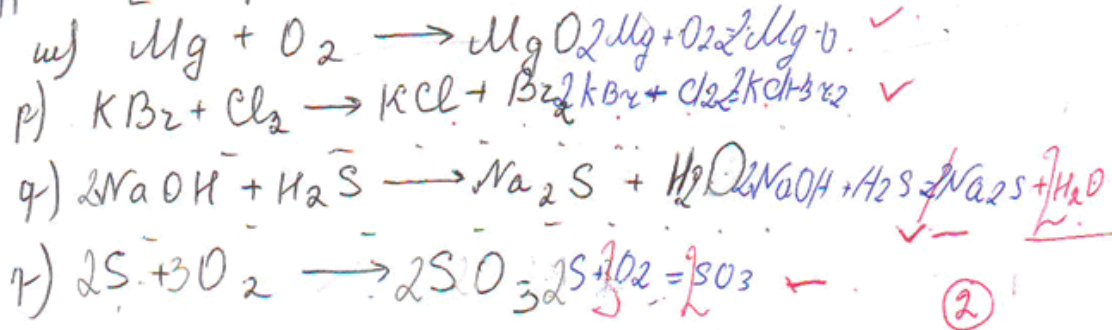 ш) Mg + O₂ → MgO 2Mg+O₂=2MgO. ✓
p) KBr + Cl₂ → KCl + Br₂ 2KBr + Cl₂=2KCl+Br₂ ✓
q) 2NaOH + H₂S → Na₂S + H₂O 2NaOH + H₂S = 2Na₂S + 2H₂O
✓
r) 2S + 3O₂ → 2SO₃ 2S+3O₂ = 2SO₃ 2